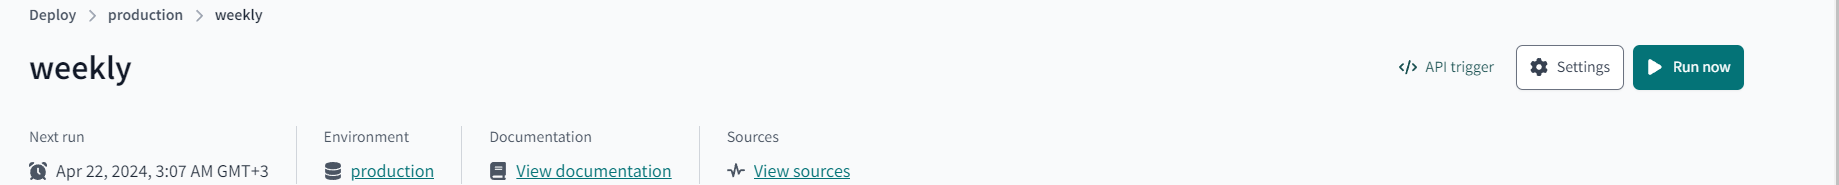 Deploy > production > weekly
weekly
</> API trigger Settings Run now
Next run Environment Documentation Sources
Apr 22, 2024, 3:07 AM GMT+3 production View documentation View sources